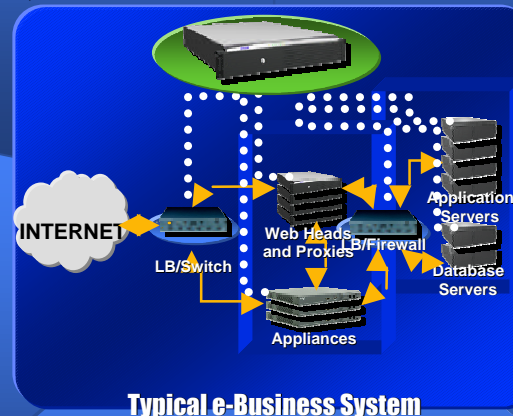 Application
Servers
INTERNET
Web Heads
and Proxies
LB/Firewall
LB/Switch
Database
Servers
Appliances
Typical e-Business System